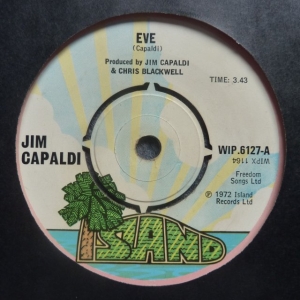 EVE
(Capaldi)
Produced by JIM CAPALDI
& CHRIS BLACKWELL
TIME: 3.43
JIM
CAPALDI
WIP.6127-A
WIPX 1164
Freedom
Songs Ltd
℗ 1972 Island
Records Ltd
ISLAND